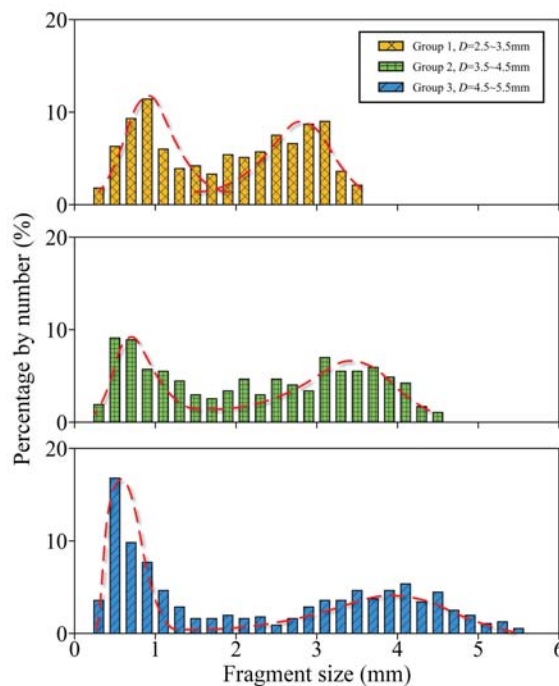 20
Group 1, D=2.5~3.5mm
Group 2, D=3.5~4.5mm
Group 3, D=4.5~5.5mm
10
0
20
10
0
20
10
0
Percentage by number (%)
0 1 2 3 4 5 6
Fragment size (mm)